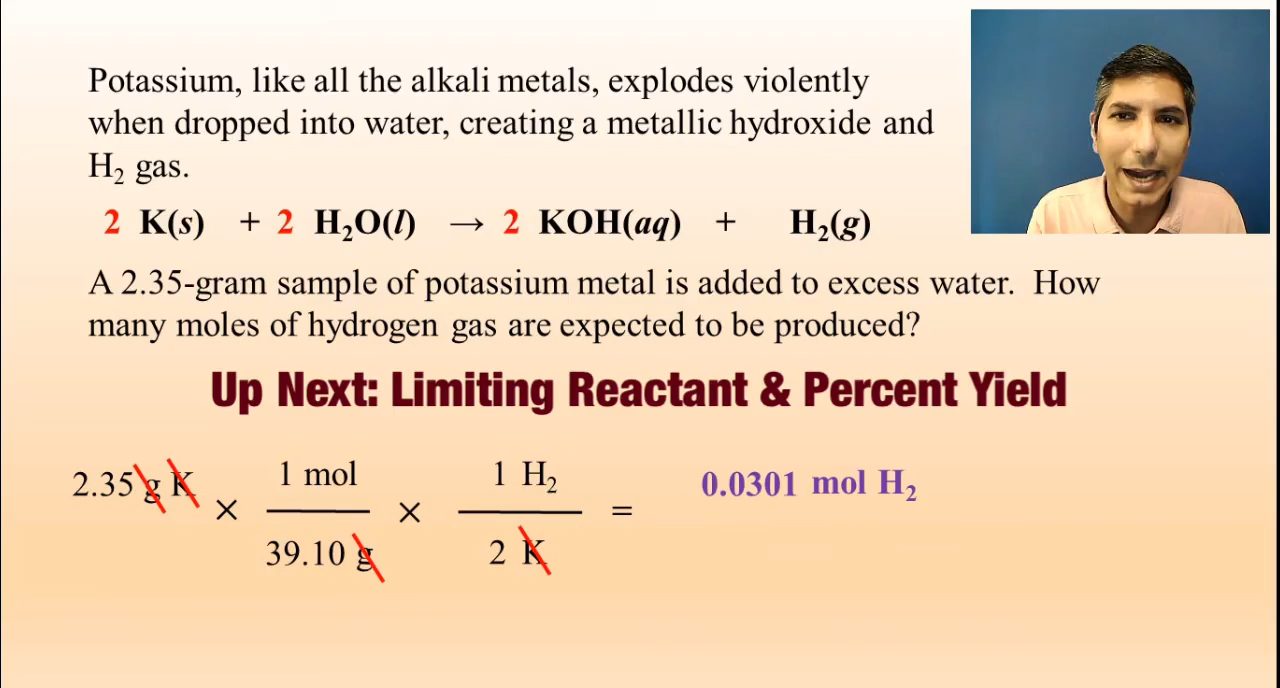 Potassium, like all the alkali metals, explodes violently
when dropped into water, creating a metallic hydroxide and
H₂ gas.
2 K(s) + 2 H₂O(l) → 2 KOH(aq) + H₂(g)
A 2.35-gram sample of potassium metal is added to excess water. How
many moles of hydrogen gas are expected to be produced?
Up Next: Limiting Reactant & Percent Yield
1 mol 1 H₂
2.35 g K × × = 0.0301 mol H₂
39.10 g 2 K